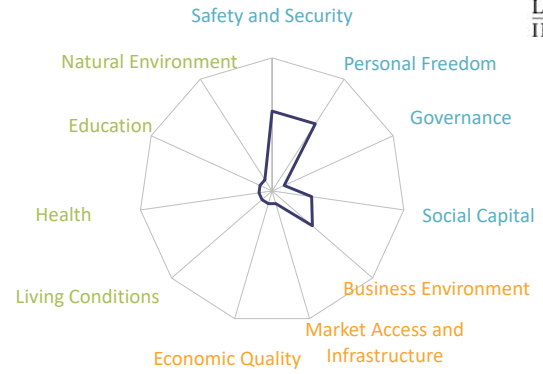 Safety and Security
Natural Environment
Personal Freedom
Education
Governance
Health
Social Capital
Living Conditions
Business Environment
Market Access and
Infrastructure
Economic Quality